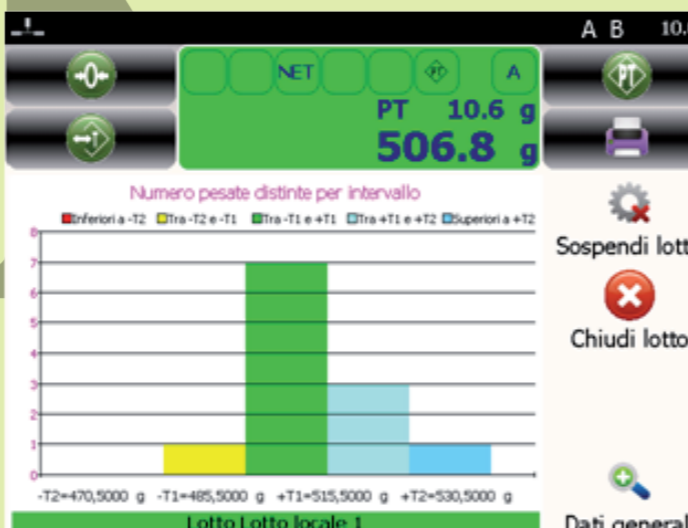 A B 10.
NET PT A
PT 10.6 g
506.8 g
PT
Numero pesate distinte per intervallo
Inferiori a -T2 Tra -T2 e -T1 Tra -T1 e +T1 Tra +T1 e +T2 Superiori a +T2
8
7
6
5
4
3
2
1
0
-T2=470,5000 g -T1=485,5000 g +T1=515,5000 g +T2=530,5000 g
Lotto Lotto locale 1
Sospendi lott
Chiudi lotto
Dati general